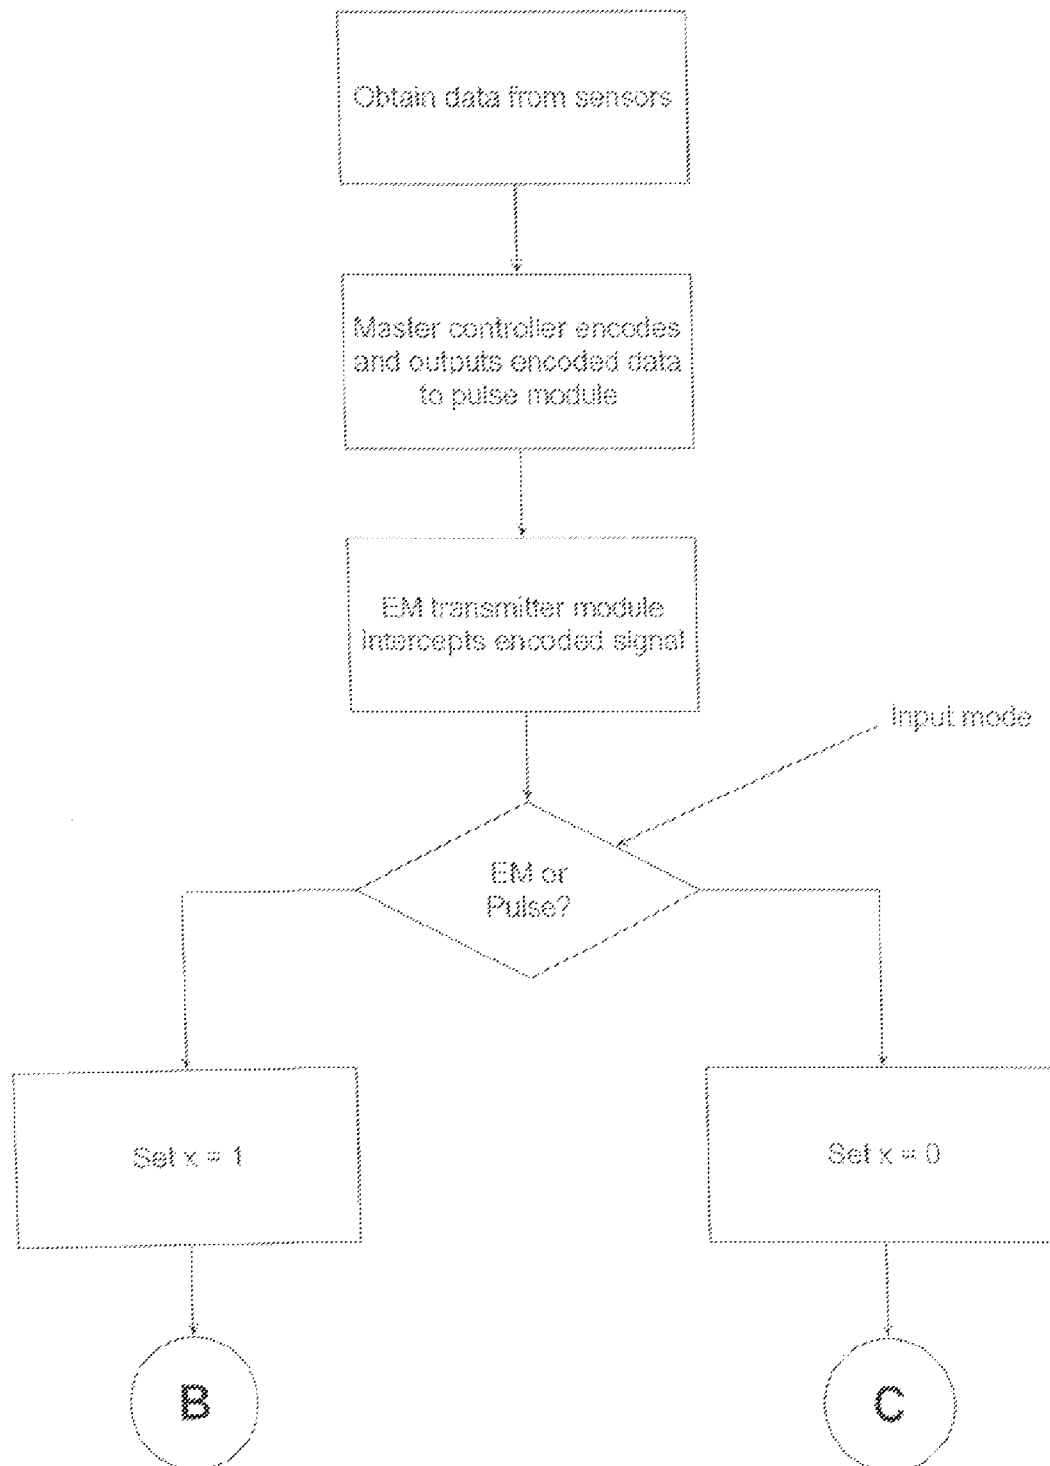 Obtain data from sensors
Master controller encodes
and outputs encoded data
to pulse module
EM transmitter module
intercepts encoded signal
Input mode
EM or
Pulse?
Set x = 1
Set x = 0
B
C